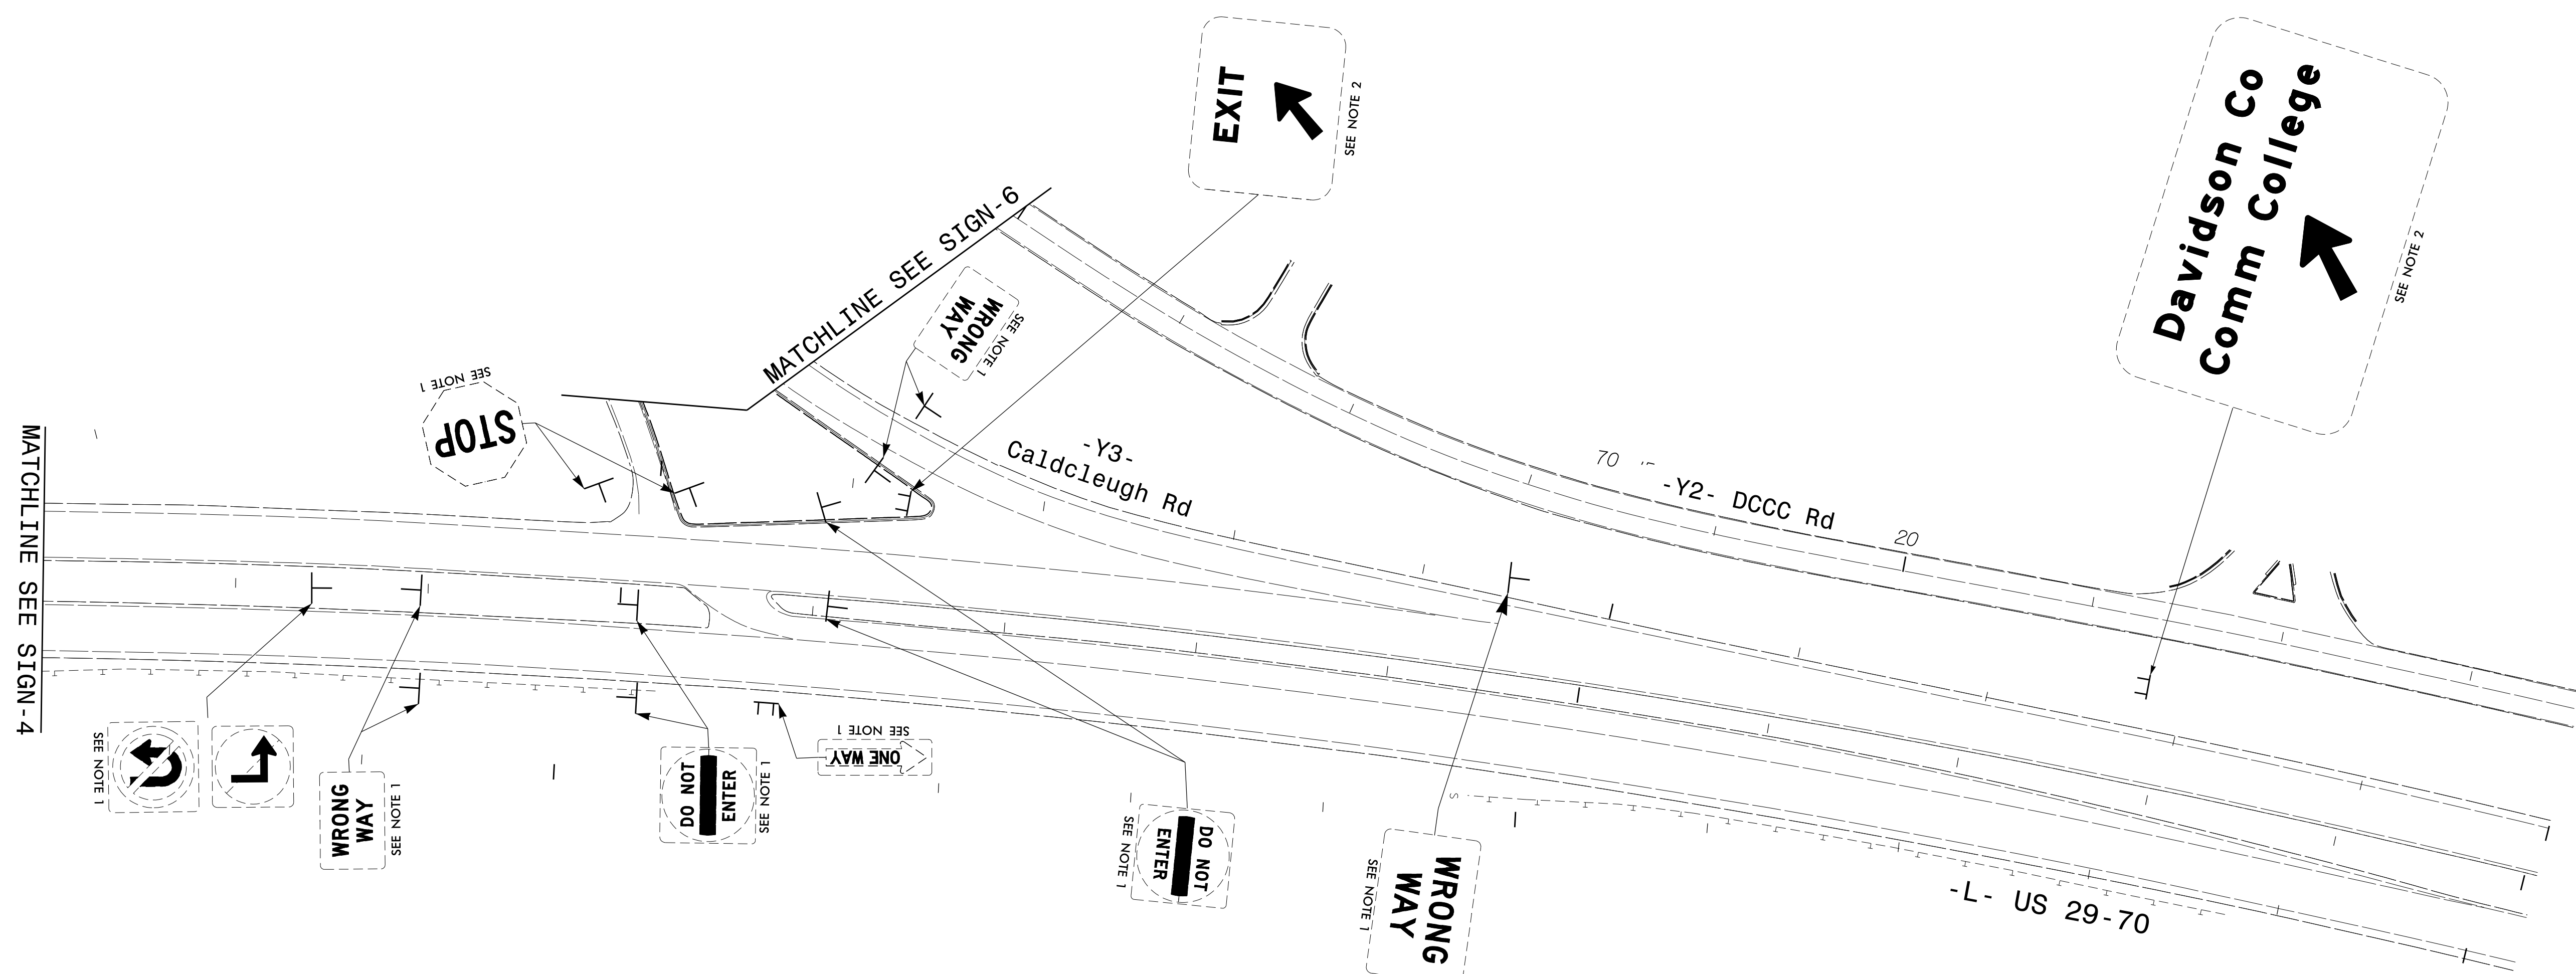 EXIT
SEE NOTE 2
Davidson Co
Comm College
SEE NOTE 2
MATCHLINE SEE SIGN-6
WRONG
WAY
SEE NOTE 1
SEE NOTE 1
STOP
-Y3-
Caldcleugh Rd
70
-Y2- DCCC Rd
20
MATCHLINE SEE SIGN-4
SEE NOTE 1
WRONG
WAY
SEE NOTE 1
DO NOT
ENTER
SEE NOTE 1
SEE NOTE 1
ONE WAY
DO NOT
ENTER
SEE NOTE 1
WRONG
WAY
SEE NOTE 1
S
-L- US 29-70